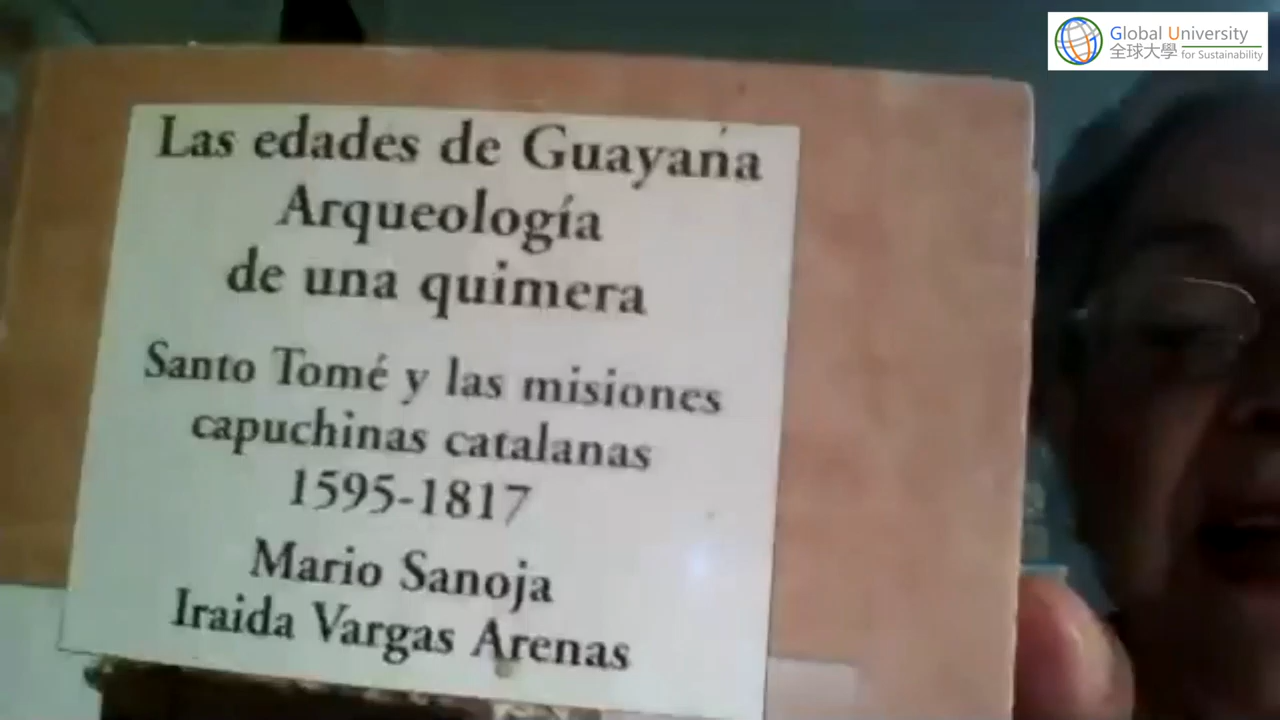 Global University
全球大學 for Sustainability
Las edades de Guayana
Arqueología
de una quimera
Santo Tomé y las misiones
capuchinas catalanas
1595-1817
Mario Sanoja
Iraida Vargas Arenas